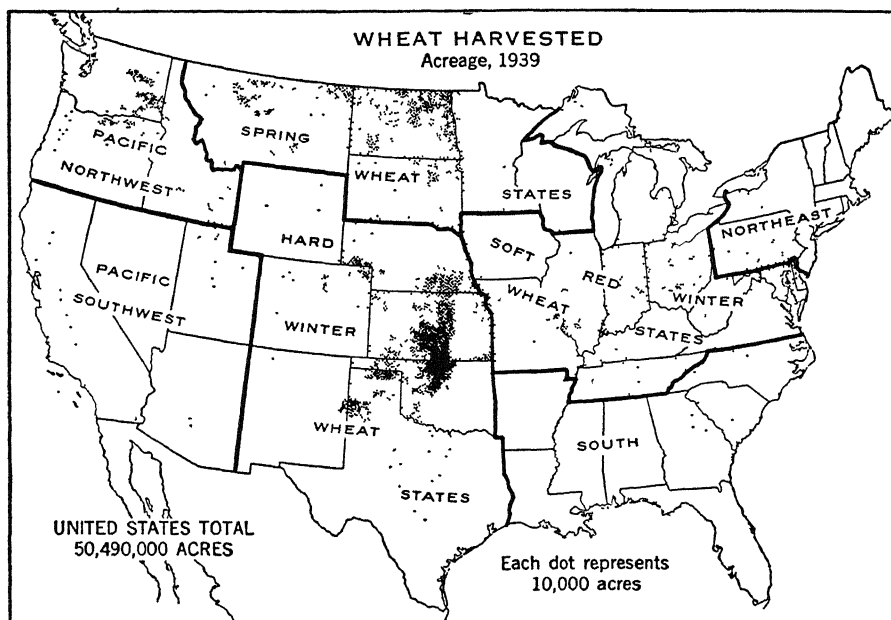 WHEAT HARVESTED
Acreage, 1939
PACIFIC
NORTHWEST
SPRING
WHEAT
STATES
HARD
WINTER
WHEAT
STATES
PACIFIC
SOUTHWEST
SOFT
RED
WHEAT
WINTER
STATES
NORTHEAST
SOUTH
UNITED STATES TOTAL
50,490,000 ACRES
Each dot represents
10,000 acres